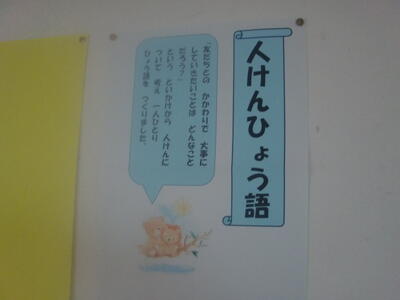 人けんひょう語
「友だちとの かかわりで 大事に
していきたいことは どんなこと
だろう？」
という といかけから 人けんに
ついて 考え 一人ひとり
ひょう語を つくりました。